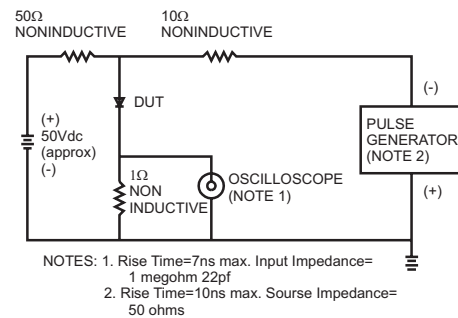 50Ω
NONINDUCTIVE
10Ω
NONINDUCTIVE
(+)
50Vdc
(approx)
(-)
DUT
1Ω
NON
INDUCTIVE
OSCILLOSCOPE
(NOTE 1)
(-)
PULSE
GENERATOR
(NOTE 2)
(+)
NOTES: 1. Rise Time=7ns max. Input Impedance=
1 megohm 22pf
2. Rise Time=10ns max. Sourse Impedance=
50 ohms